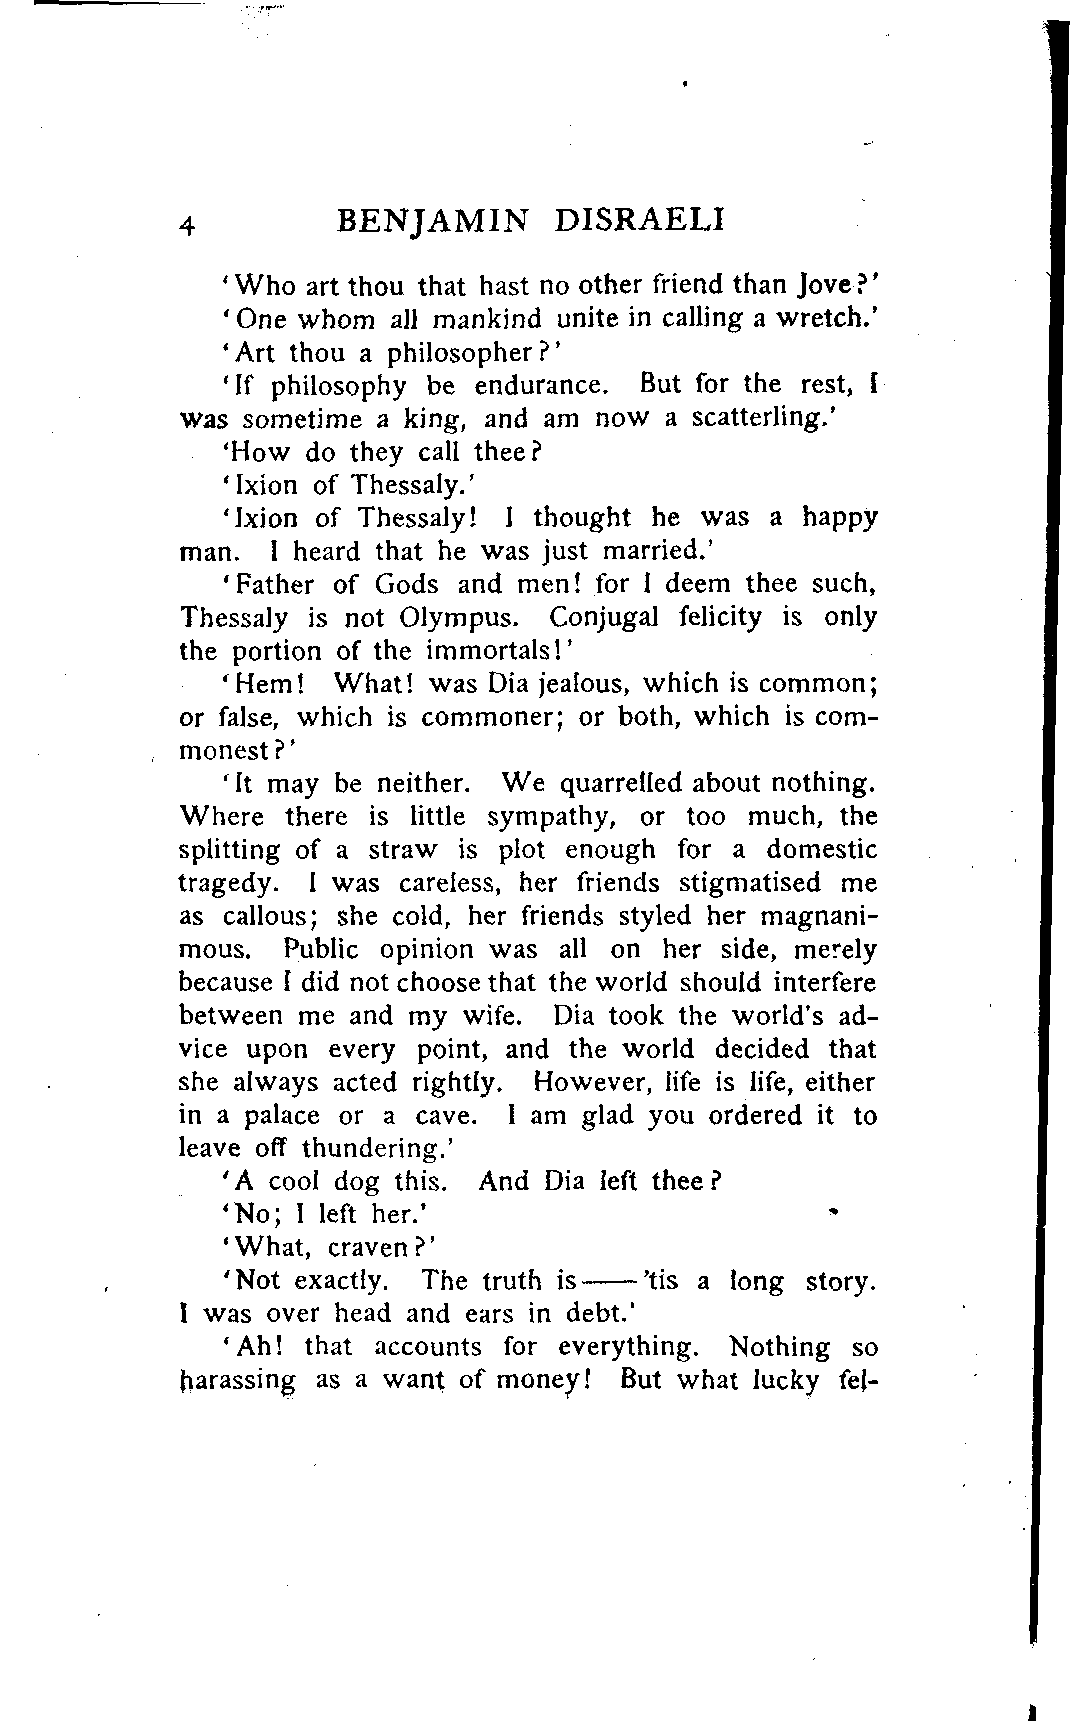 4 BENJAMIN DISRAELI
‘Who art thou that hast no other friend than Jove?’
‘One whom all mankind unite in calling a wretch.’
‘Art thou a philosopher?’
‘If philosophy be endurance. But for the rest, I
was sometime a king, and am now a scatterling.’
‘How do they call thee?
‘Ixion of Thessaly.’
‘Ixion of Thessaly! I thought he was a happy
man. I heard that he was just married.’
‘Father of Gods and men! for I deem thee such,
Thessaly is not Olympus. Conjugal felicity is only
the portion of the immortals!’
‘Hem! What! was Dia jealous, which is common;
or false, which is commoner; or both, which is com-
monest?’
‘It may be neither. We quarrelled about nothing.
Where there is little sympathy, or too much, the
splitting of a straw is plot enough for a domestic
tragedy. I was careless, her friends stigmatised me
as callous; she cold, her friends styled her magnani-
mous. Public opinion was all on her side, merely
because I did not choose that the world should interfere
between me and my wife. Dia took the world's ad-
vice upon every point, and the world decided that
she always acted rightly. However, life is life, either
in a palace or a cave. I am glad you ordered it to
leave off thundering.’
‘A cool dog this. And Dia left thee?
‘No; I left her.’
‘What, craven?’
‘Not exactly. The truth is—— ’tis a long story.
I was over head and ears in debt.’
‘Ah! that accounts for everything. Nothing so
harassing as a want of money! But what lucky fel-